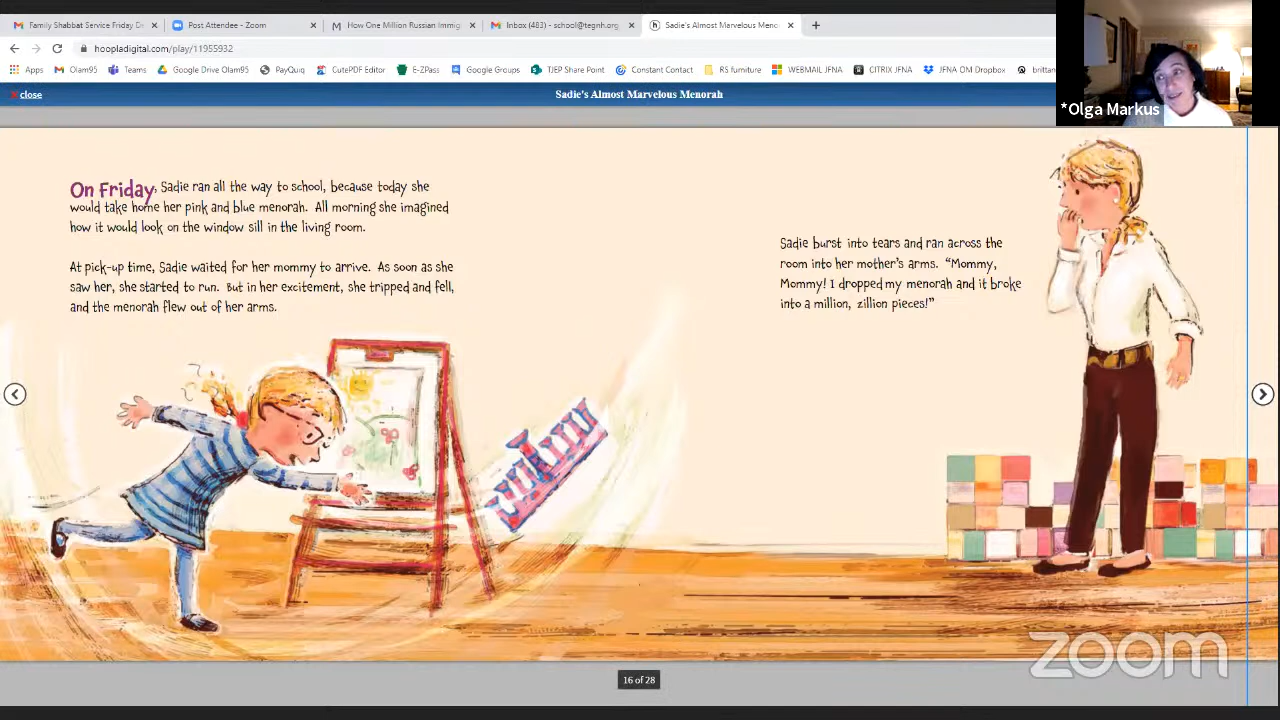 Family Shabbat Service Friday D
Post Attendee - Zoom
How One Million Russian Immig
Inbox (483) - school@tegnh.org
Sadie's Almost Marvelous Meno
hoopladigital.com/play/11955932
Apps
Olam95
Teams
Google Drive Olam95
PayQuiq
CutePDF Editor
E-ZPass
Google Groups
TJEP Share Point
Constant Contact
RS furniture
WEBMAIL JFNA
CITRIX JFNA
JFNA OM Dropbox
brittan
close
Sadie's Almost Marvelous Menorah
*Olga Markus
On Friday, Sadie ran all the way to school, because today she
would take home her pink and blue menorah. All morning she imagined
how it would look on the window sill in the living room.
At pick-up time, Sadie waited for her mommy to arrive. As soon as she
saw her, she started to run. But in her excitement, she tripped and fell,
and the menorah flew out of her arms.
Sadie burst into tears and ran across the
room into her mother's arms. "Mommy,
Mommy! I dropped my menorah and it broke
into a million, zillion pieces!"
zoom
16 of 28